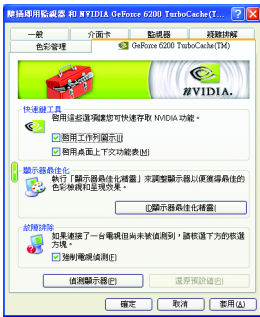 隨插即用監視器 和 NVIDIA GeForce 6200 TurboCache(T...
一般
介面卡
監視器
疑難排解
色彩管理
GeForce 6200 TurboCache(TM)
NVIDIA.
快速鍵工具
啓用這些選項讓您可快速存取 NVIDIA 功能。
啓用工作列圖示(I)
啓用桌面上下文功能表(M)
顯示器最佳化
執行「顯示器最佳化精靈」來調整顯示器以便獲得最佳的
色彩檢視和呈現效果。
顯示器最佳化精靈(
故障排除
如果連接了一台電視但尚未被偵測到，請核選下方的核選
方塊。
強制電視偵測(F)
偵測顯示器(P)
還原預設値(R)
確定
取消
套用(A)